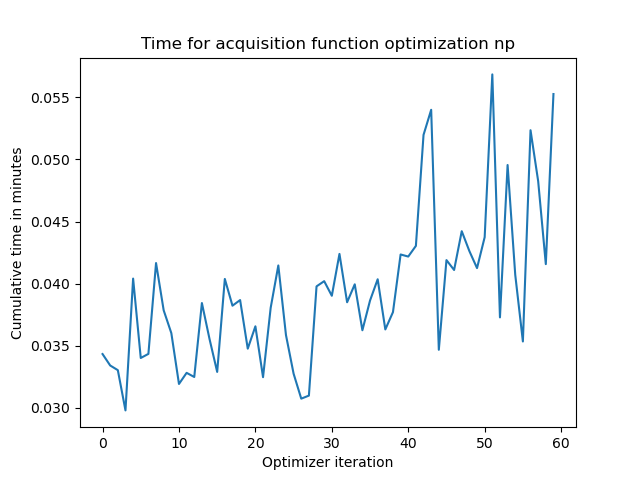 Time for acquisition function optimization np
Cumulative time in minutes
0.055
0.050
0.045
0.040
0.035
0.030
0 10 20 30 40 50 60
Optimizer iteration